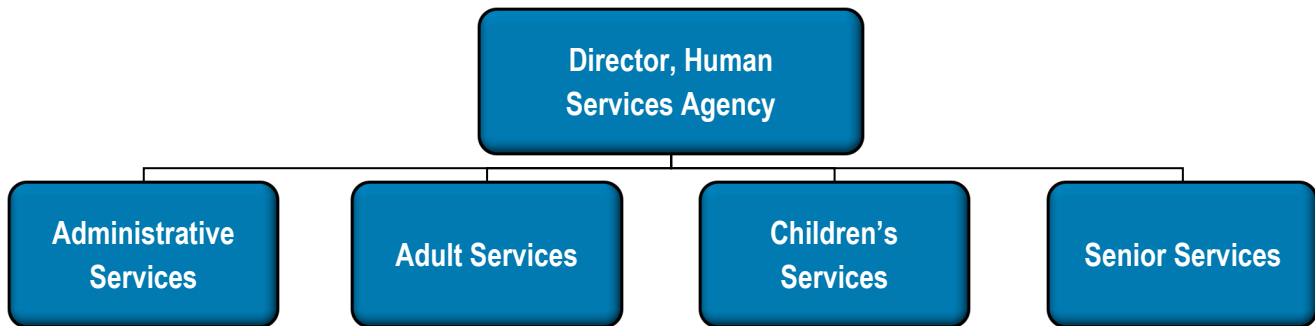 Director, Human
Services Agency
Administrative
Services
Adult Services
Children’s
Services
Senior Services